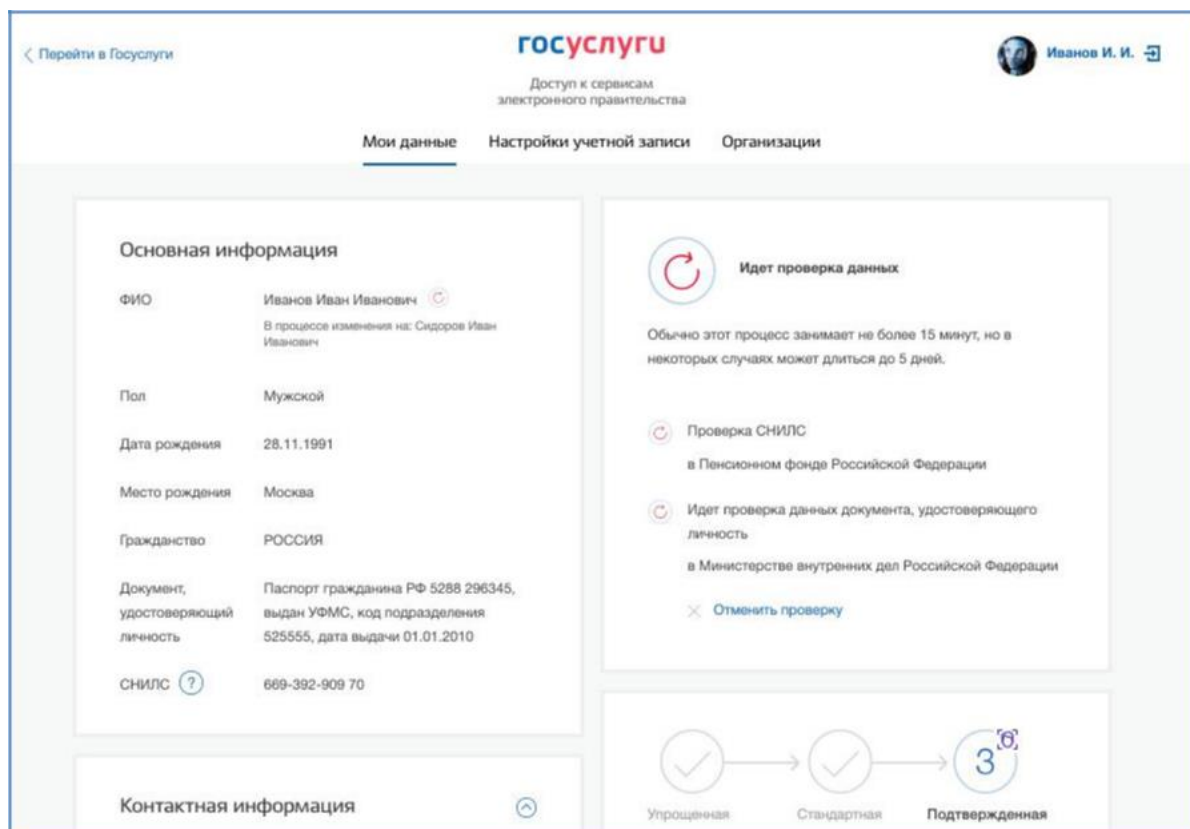 Перейти в Госуслуги
госуслуги
Иванов И. И.
Доступ к сервисам
электронного правительства
Мои данные
Настройки учетной записи
Организации
Основная информация
ФИО
Иванов Иван Иванович
В процессе изменения на: Сидоров Иван
Иванович
Пол
Мужской
Дата рождения
28.11.1991
Место рождения
Москва
Гражданство
РОССИЯ
Документ,
удостоверяющий
личность
Паспорт гражданина РФ 5288 296345,
выдан УФМС, код подразделения
525555, дата выдачи 01.01.2010
СНИЛС ?
669-392-909 70
Контактная информация
Идет проверка данных
Обычно этот процесс занимает не более 15 минут, но в
некоторых случаях может длиться до 5 дней.
Проверка СНИЛС
в Пенсионном фонде Российской Федерации
Идет проверка данных документа, удостоверяющего
личность
в Министерстве внутренних дел Российской Федерации
Отменить проверку
3
Упрощенная
Стандартная
Подтвержденная